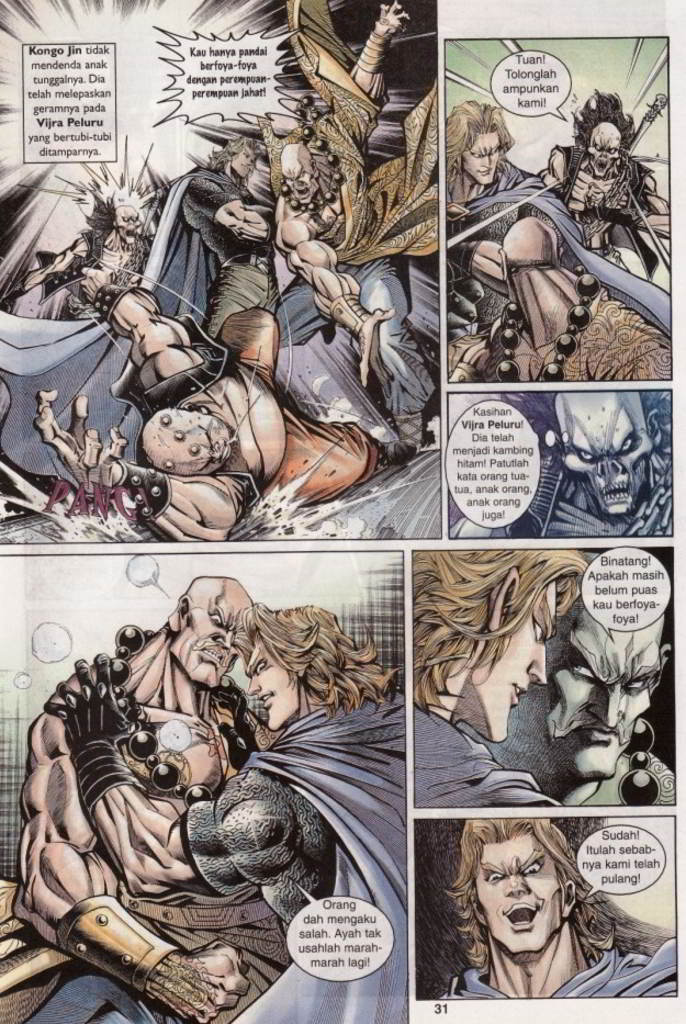 Kongo Jin tidak
mendenda anak
tunggalnya. Dia
telah melepaskan
geramnya pada
Vijra Peluru
yang bertubi-tubi
ditamparnya.
Kau hanya pandai
berfoya-foya
dengan perempuan-
perempuan jahat!
PANG
Tuan!
Tolonglah
ampunkan
kami!
Kasihan
Vijra Peluru!
Dia telah
menjadi kambing
hitam! Patutlah
kata orang tua-
tua, anak orang,
anak orang
juga!
Orang
dah mengaku
salah. Ayah tak
usahlah marah-
marah lagi!
Binatang!
Apakah masih
belum puas
kau berfoya-
foya!
Sudah!
Itulah sebab-
nya kami telah
pulang!
31